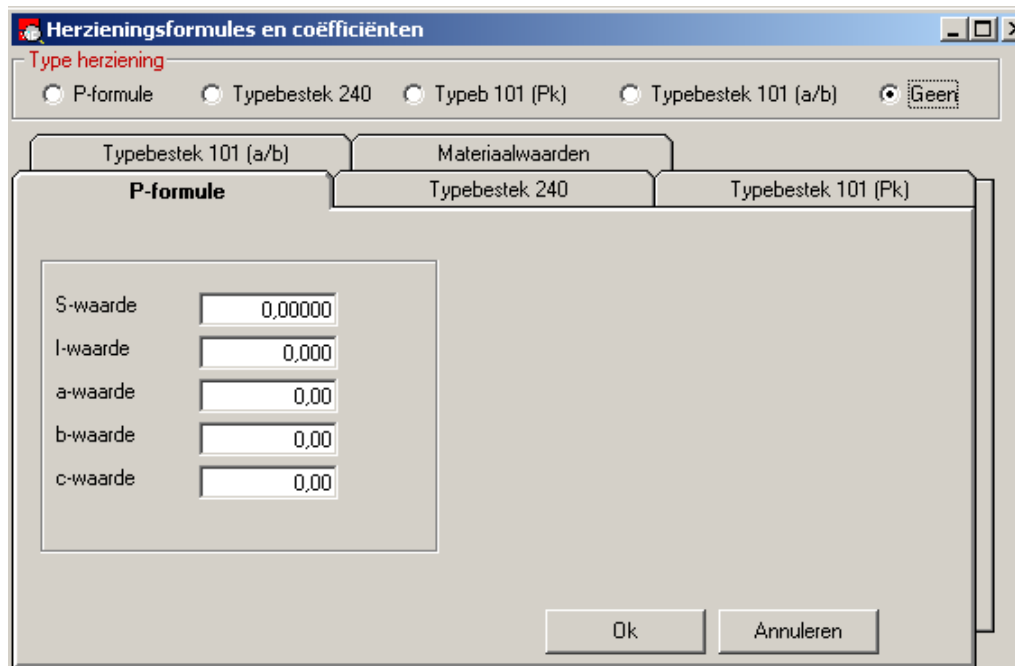 Herzieningsformules en coëfficiënten
Type herziening
P-formule Typebestek 240 Typeb 101 (Pk) Typebestek 101 (a/b) Geen
Typebestek 101 (a/b) Materiaalwaarden
P-formule Typebestek 240 Typebestek 101 (Pk)
S-waarde 0,00000
I-waarde 0,000
a-waarde 0,00
b-waarde 0,00
c-waarde 0,00
Ok Annuleren